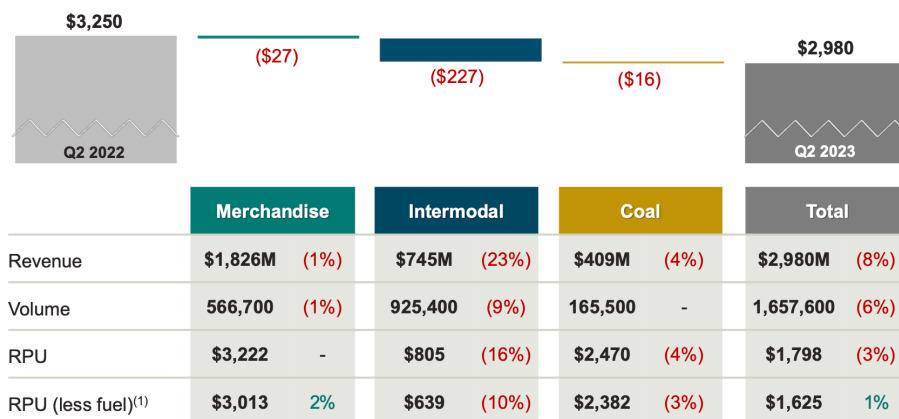 $3,250
($27)
($227)
($16)
$2,980
Q2 2022
Q2 2023
Merchandise Intermodal Coal Total
Revenue $1,826M (1%) $745M (23%) $409M (4%) $2,980M (8%)
Volume 566,700 (1%) 925,400 (9%) 165,500 - 1,657,600 (6%)
RPU $3,222 - $805 (16%) $2,470 (4%) $1,798 (3%)
RPU (less fuel)(1) $3,013 2% $639 (10%) $2,382 (3%) $1,625 1%